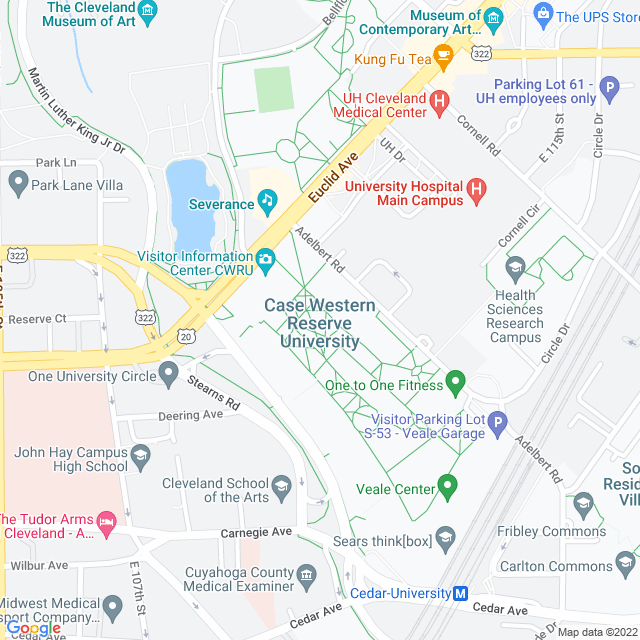 The Cleveland
Museum of Art
Bellflo
Museum of
Contemporary Art...
The UPS Store
322
Kung Fu Tea
Martin Luther King Jr Dr
Parking Lot 61 -
UH employees only
UH Cleveland
Medical Center
Cornell Rd
E 115th St
Circle Dr
UH Dr
Park Ln
Park Lane Villa
Euclid Ave
University Hospital
Main Campus
Severance
Cornell Cir
Adelbert Rd
322
Visitor Information
Center CWRU
Health
Sciences
Research
Campus
E 105th St
Case Western
Reserve
University
Reserve Ct
322
20
Circle Dr
One University Circle
Stearns Rd
One to One Fitness
Deering Ave
Visitor Parking Lot
S-53 - Veale Garage
Adelbert Rd
John Hay Campus
High School
Cleveland School
of the Arts
Veale Center
So
Reside
Vill
The Tudor Arms
Cleveland - A...
Carnegie Ave
Fribley Commons
Sears think[box]
Wilbur Ave
E 107th St
Cuyahoga County
Medical Examiner
Carlton Commons
Cedar-University
Midwest Medical
sport Company...
Cedar Ave
Cedar Ave
Cedar Ave
Google
Map data ©2022